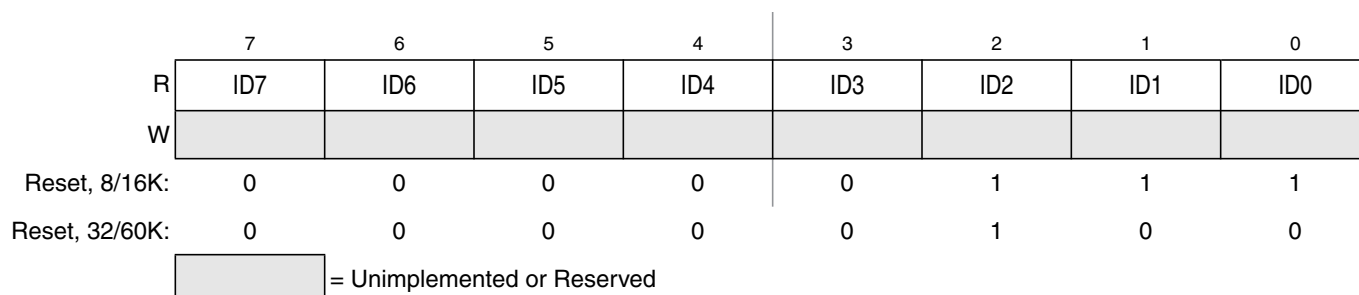 7 6 5 4 3 2 1 0
R ID7 ID6 ID5 ID4 ID3 ID2 ID1 ID0
W
Reset, 8/16K: 0 0 0 0 0 1 1 1
Reset, 32/60K: 0 0 0 0 0 1 0 0
= Unimplemented or Reserved